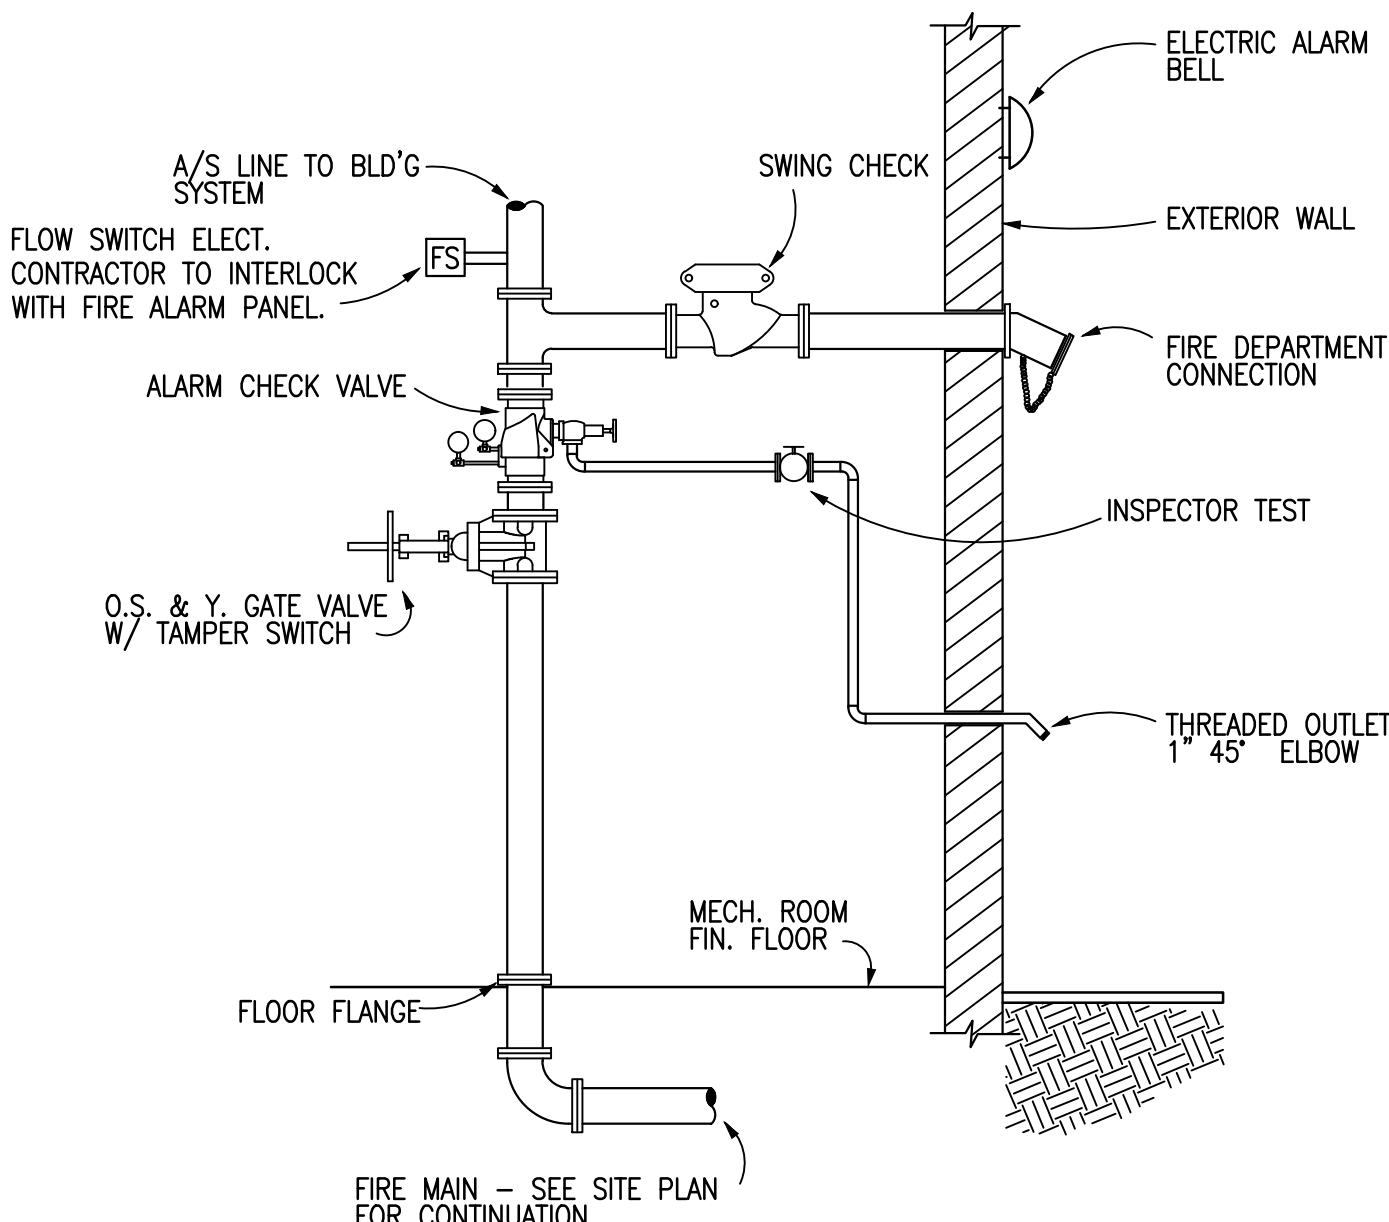 ELECTRIC ALARM
BELL
A/S LINE TO BLD'G
SYSTEM
SWING CHECK
EXTERIOR WALL
FLOW SWITCH ELECT.
CONTRACTOR TO INTERLOCK
WITH FIRE ALARM PANEL.
FS
FIRE DEPARTMENT
CONNECTION
ALARM CHECK VALVE
INSPECTOR TEST
O.S. & Y. GATE VALVE
W/ TAMPER SWITCH
THREADED OUTLET
1" 45° ELBOW
MECH. ROOM
FIN. FLOOR
FLOOR FLANGE
FIRE MAIN – SEE SITE PLAN
FOR CONTINUATION